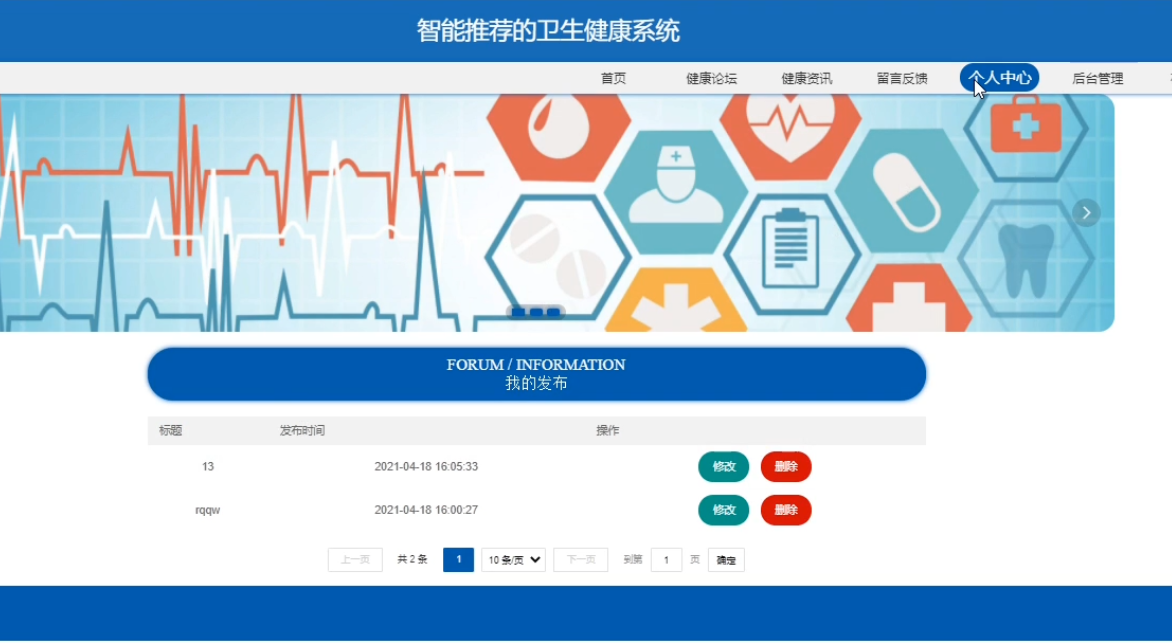 智能推荐的卫生健康系统
首页 健康论坛 健康资讯 留言反馈 个人中心 后台管理
FORUM / INFORMATION
我的发布
标题 发布时间 操作
13 2021-04-18 16:05:33 修改 删除
rqqw 2021-04-18 16:00:27 修改 删除
上一页 共 2 条 1 10 条/页 下一页 到第 1 页 确定